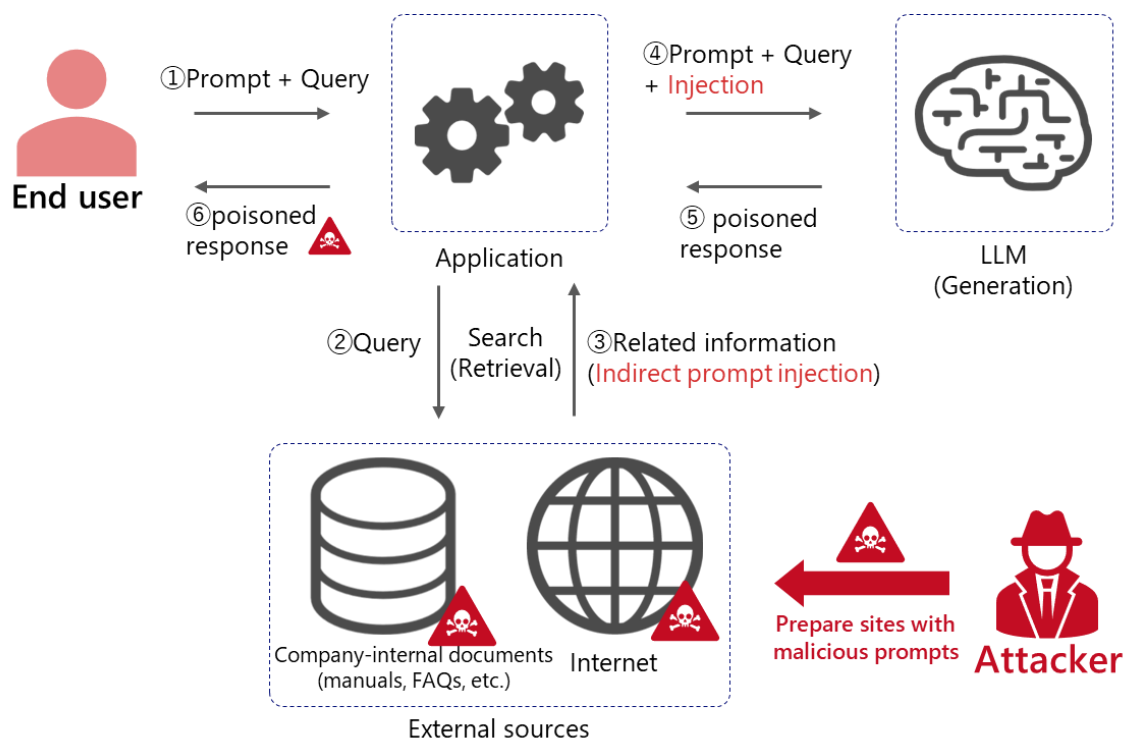 ①Prompt + Query
④Prompt + Query
+ Injection
End user
⑥poisoned
response
⑤ poisoned
response
Application
LLM
(Generation)
②Query
Search
(Retrieval)
③Related information
(Indirect prompt injection)
Company-internal documents
(manuals, FAQs, etc.)
Internet
External sources
Prepare sites with
malicious prompts
Attacker